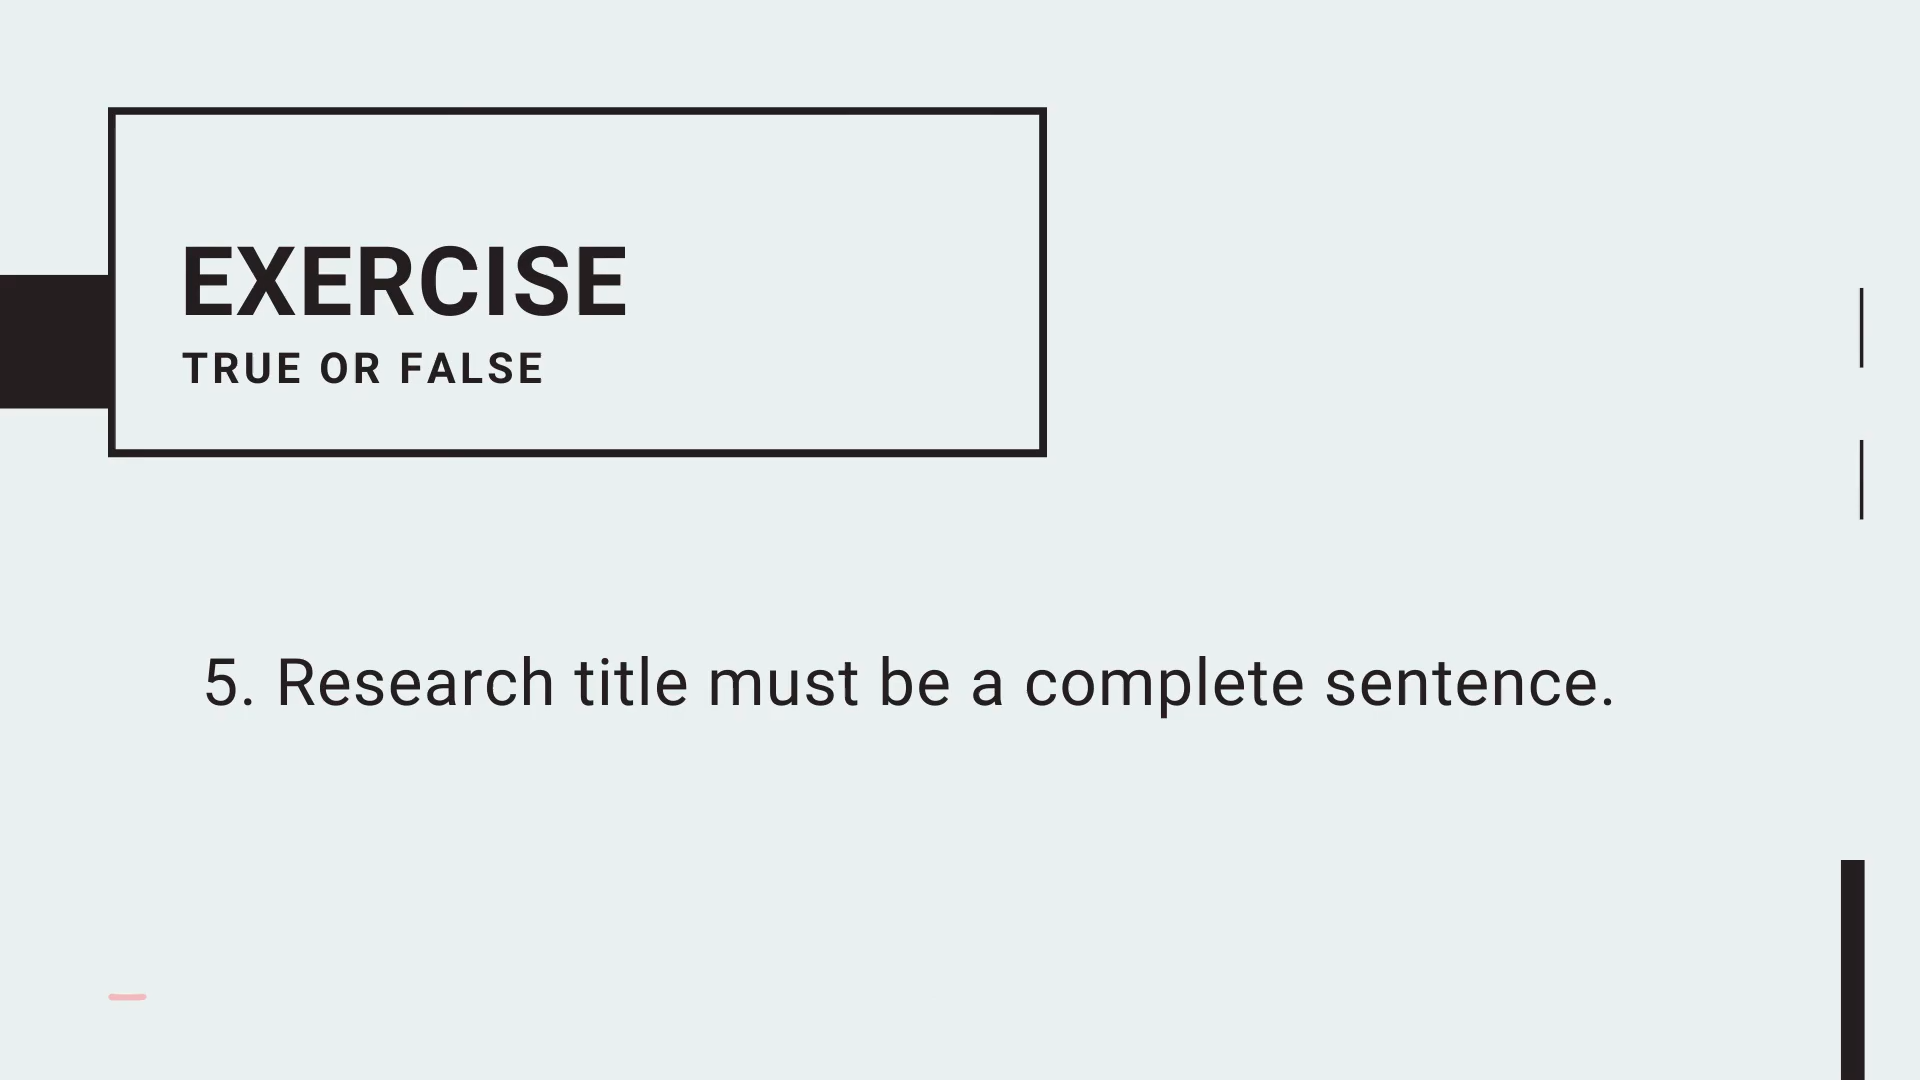 EXERCISE
TRUE OR FALSE
5. Research title must be a complete sentence.